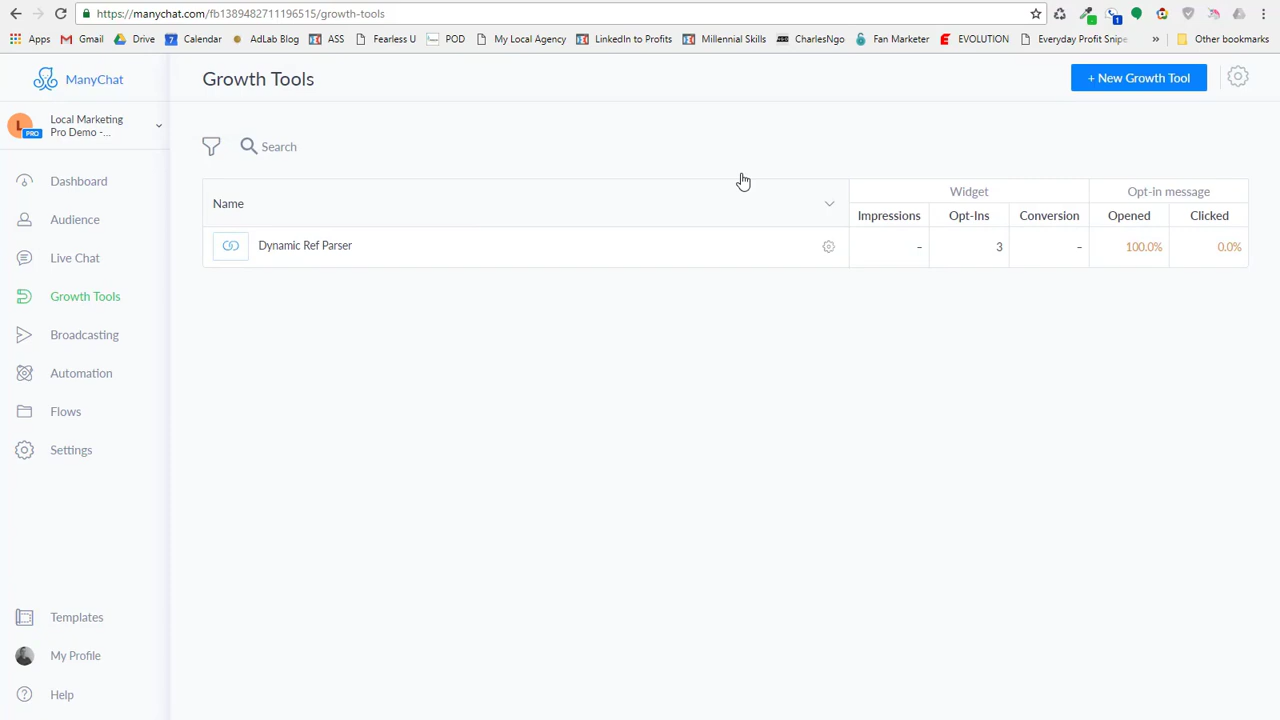 https://manychat.com/fb1389482711196515/growth-tools
1
Apps Gmail Drive 7 Calendar AdLab Blog ASS Fearless U POD My Local Agency LinkedIn to Profits Millennial Skills CharlesNgo Fan Marketer EVOLUTION Everyday Profit Snipe » Other bookmarks
ManyChat
Growth Tools
+ New Growth Tool
L
PRO
Local Marketing
Pro Demo -...
Search
Dashboard
Audience
Live Chat
Growth Tools
Broadcasting
Automation
Flows
Settings
Templates
My Profile
Help
Widget Opt-in message
Name Impressions Opt-Ins Conversion Opened Clicked
Dynamic Ref Parser – 3 – 100.0% 0.0%